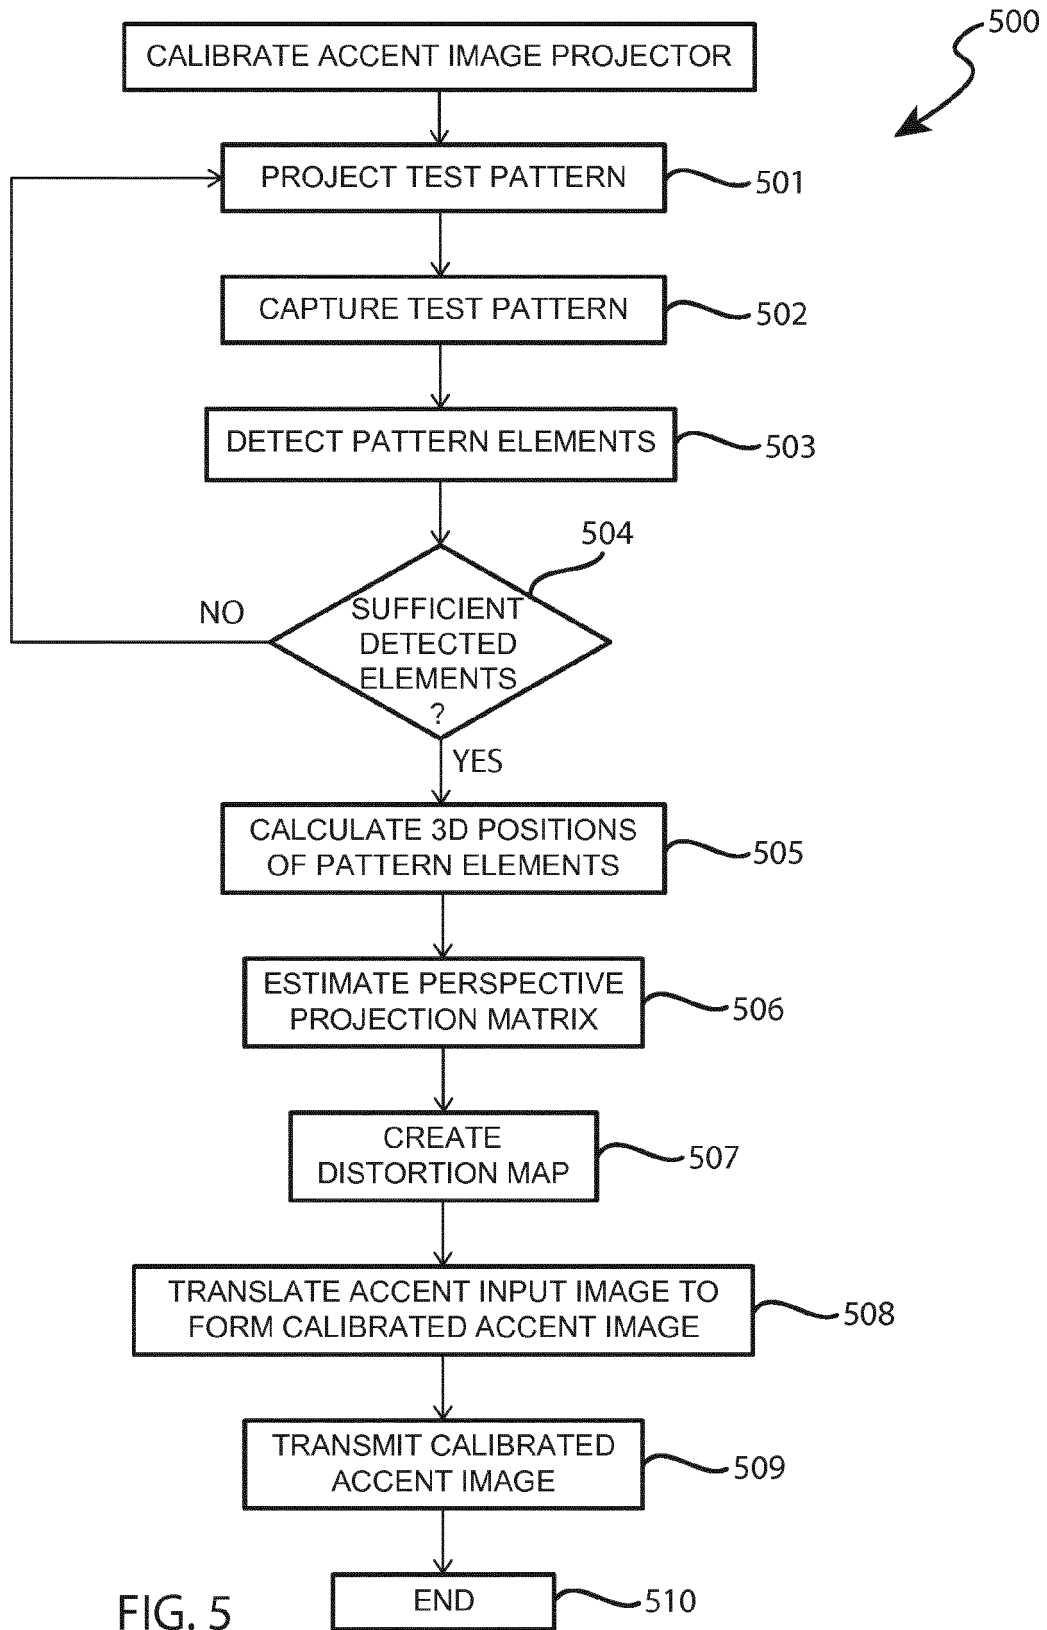 500
CALIBRATE ACCENT IMAGE PROJECTOR
PROJECT TEST PATTERN
501
CAPTURE TEST PATTERN
502
DETECT PATTERN ELEMENTS
503
504
NO
SUFFICIENT
DETECTED
ELEMENTS
?
YES
CALCULATE 3D POSITIONS
OF PATTERN ELEMENTS
505
ESTIMATE PERSPECTIVE
PROJECTION MATRIX
506
CREATE
DISTORTION MAP
507
TRANSLATE ACCENT INPUT IMAGE TO
FORM CALIBRATED ACCENT IMAGE
508
TRANSMIT CALIBRATED
ACCENT IMAGE
509
END
510
FIG. 5